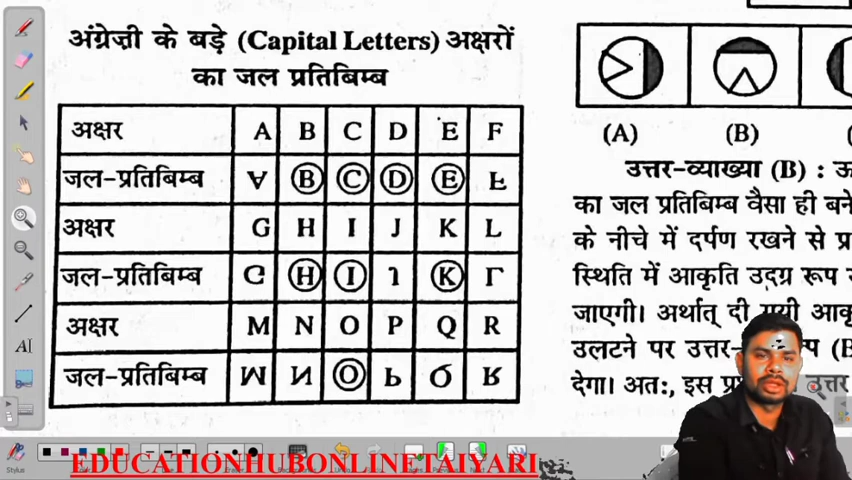 अंग्रेज़ी के बड़े (Capital Letters) अक्षरों
का जल प्रतिबिम्ब
अक्षर A B C D E F
जल-प्रतिबिम्ब ∀ B C D E
अक्षर G H I J K L
जल-प्रतिबिम्ब H I K
अक्षर M N O P Q R
जल-प्रतिबिम्ब O
(A) (B)
उत्तर-व्याख्या (B) :
का जल प्रतिबिम्ब वैसा ही बने
के नीचे में दर्पण रखने से
स्थिति में आकृति उदग्र रूप
जाएगी। अर्थात् दी गयी
उलटने पर (B
देगा। अतः, इस उत्तर
EDUCATIONHUBONLINETAIYARI
Stylus